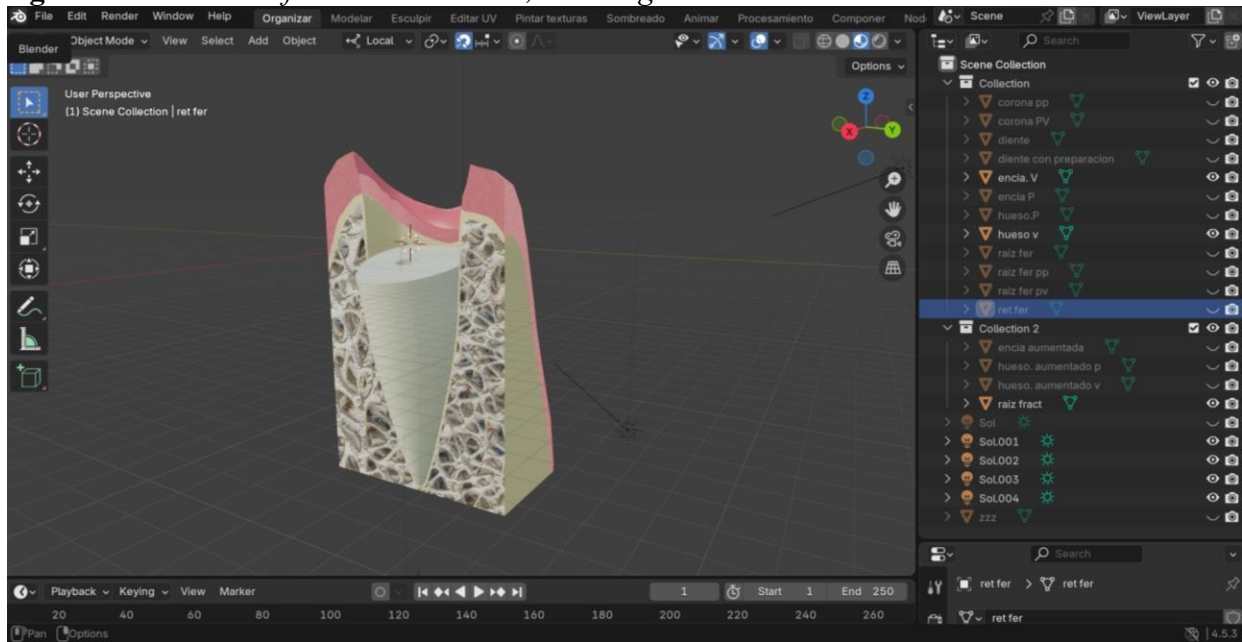 File Edit Render Window Help Organizar Modelar Esculpir Editar UV Pintar texturas Sombreado Animar Procesamiento Componer Nod Scene ViewLayer
Object Mode View Select Add Object Local Search
Blender
Options
User Perspective
(1) Scene Collection | ret fer
Z
X
Y
Scene Collection
Collection
corona pp
corona PV
diente
diente con preparacion
encia. V
encia P
hueso.P
hueso v
raiz fer
raiz fer pp
raiz fer pv
ret fer
Collection 2
encia aumentada
hueso. aumentado p
hueso. aumentado v
raiz fract
Sol
Sol.001
Sol.002
Sol.003
Sol.004
zzz
Search
ret fer > ret fer
ret fer
Playback Keying View Marker 1 Start 1 End 250
20 40 60 80 100 120 140 160 180 200 220 240 260
Pan Options 4.5.3